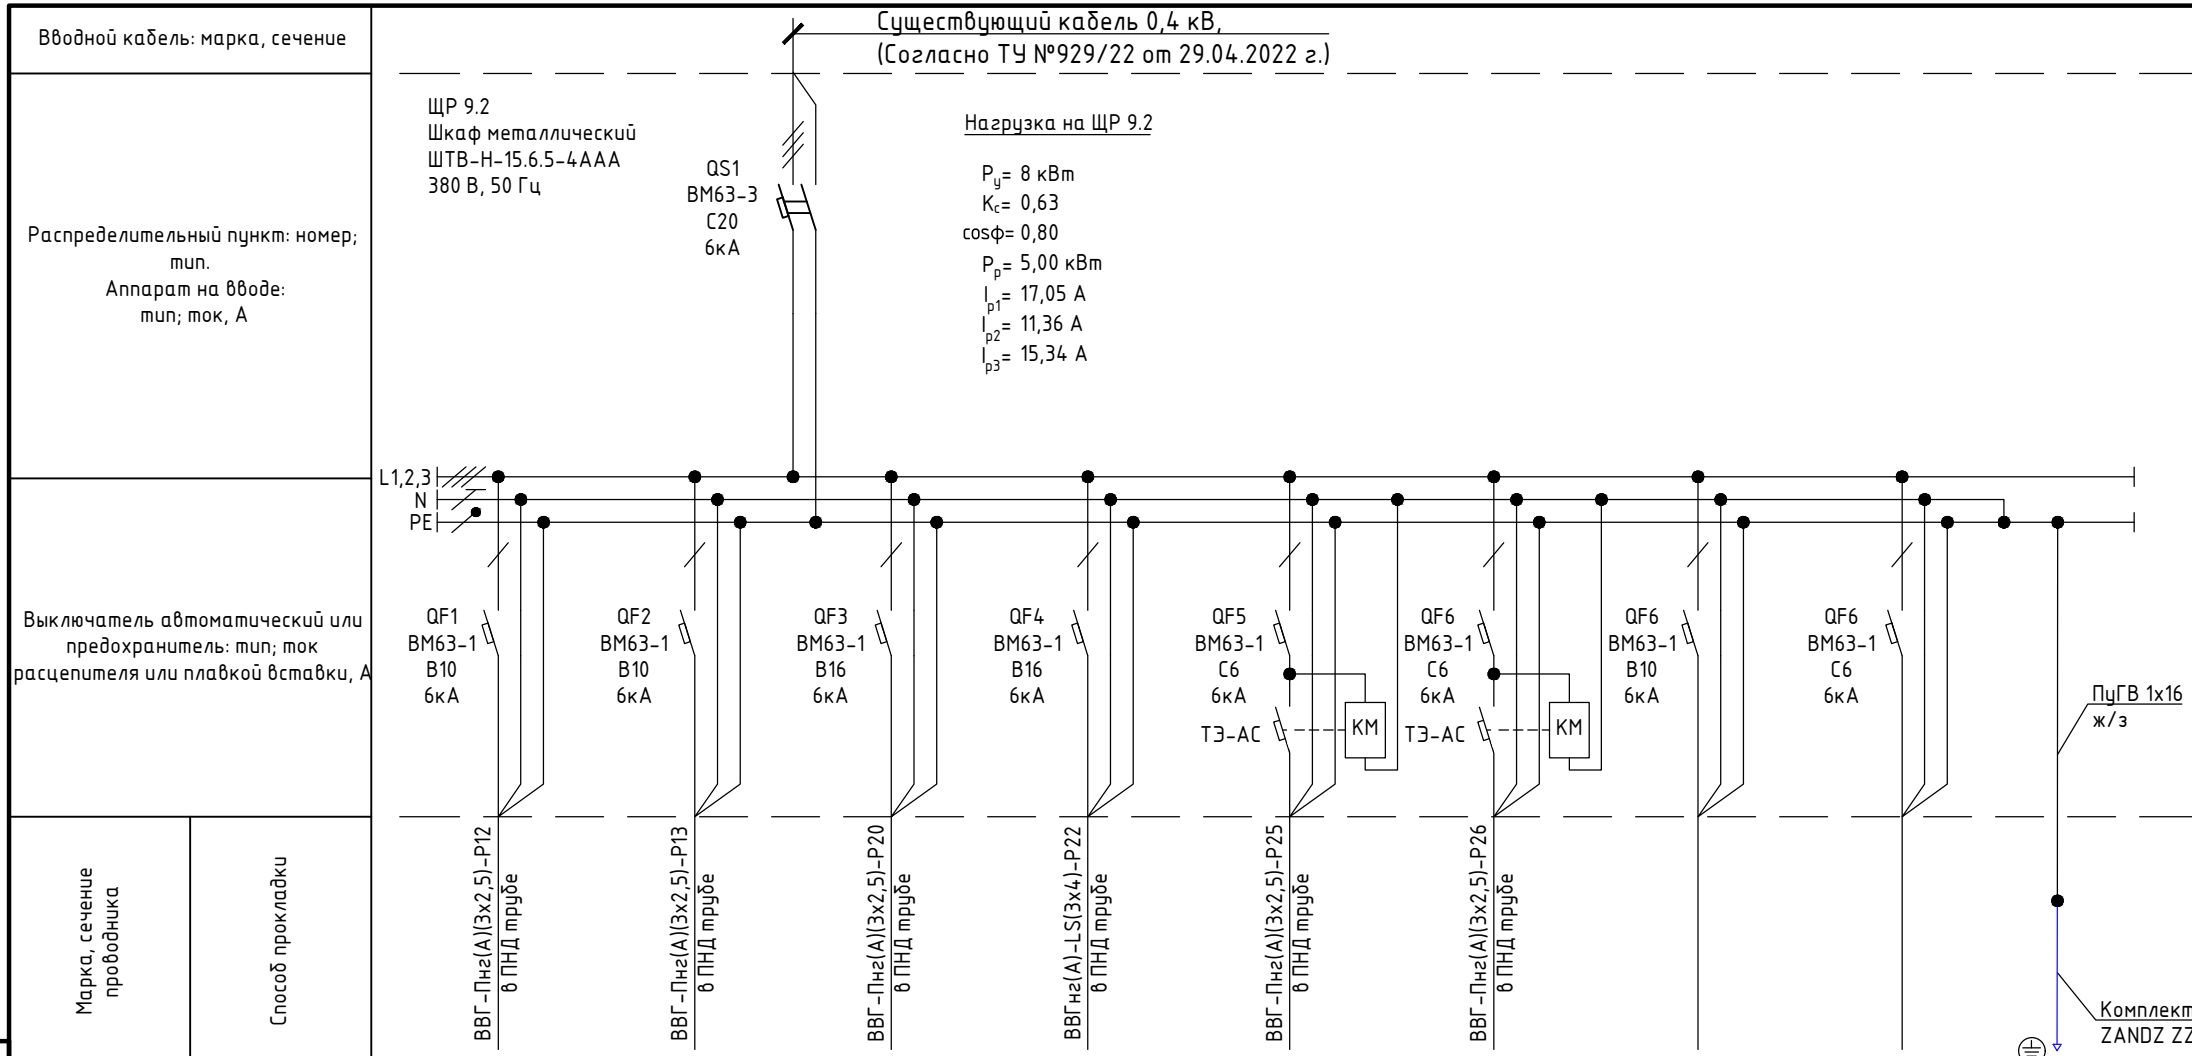 Вводной кабель: марка, сечение
Существующий кабель 0,4 кВ,
(Согласно ТУ №929/22 от 29.04.2022 г.)
Распределительный пункт: номер;
тип.
Аппарат на вводе:
тип; ток, А
ЩР 9.2
Шкаф металлический
ШТВ-Н-15.6.5-4ААА
380 В, 50 Гц
QS1
ВМ63-3
С20
6кА
Нагрузка на ЩР 9.2
Pу= 8 кВт
Kс= 0,63
cosф= 0,80
Pр= 5,00 кВт
Iр1= 17,05 А
Iр2= 11,36 А
Iр3= 15,34 А
L1,2,3
N
PE
Выключатель автоматический или
предохранитель: тип; ток
расцепителя или плавкой вставки, А
QF1
ВМ63-1
В10
6кА
QF2
ВМ63-1
В10
6кА
QF3
ВМ63-1
В16
6кА
QF4
ВМ63-1
В16
6кА
QF5
ВМ63-1
С6
6кА
ТЭ-АС
КМ
QF6
ВМ63-1
С6
6кА
ТЭ-АС
КМ
QF6
ВМ63-1
В10
6кА
QF6
ВМ63-1
С6
6кА
ПуГВ 1х16
ж/з
Марка, сечение
проводника
Способ прокладки
ВВГ-Пнг(А)(3х2,5)-Р12
в ПНД трубе
ВВГ-Пнг(А)(3х2,5)-Р13
в ПНД трубе
ВВГ-Пнг(А)(3х2,5)-Р20
в ПНД трубе
ВВГнг(А)-LS(3х4)-Р22
в ПНД трубе
ВВГ-Пнг(А)(3х2,5)-Р25
в ПНД трубе
ВВГ-Пнг(А)(3х2,5)-Р26
в ПНД трубе
Комплект
ZANDZ ZZ